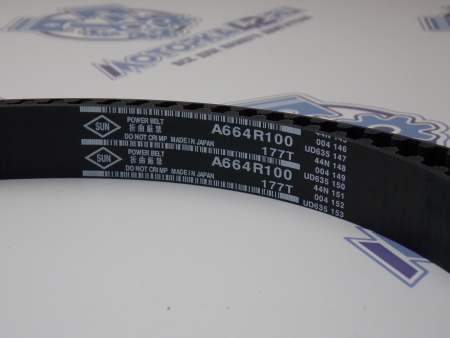 SUN
POWER BELT
折曲厳禁
DO NOT CRIMP MADE IN JAPAN
A664R100
177T
SUN
POWER BELT
折曲厳禁
DO NOT CRIMP MADE IN JAPAN
A664R100
177T
004 146
UD635 147
44N 148
004 149
UD635 150
44N 151
004 152
UD635 153